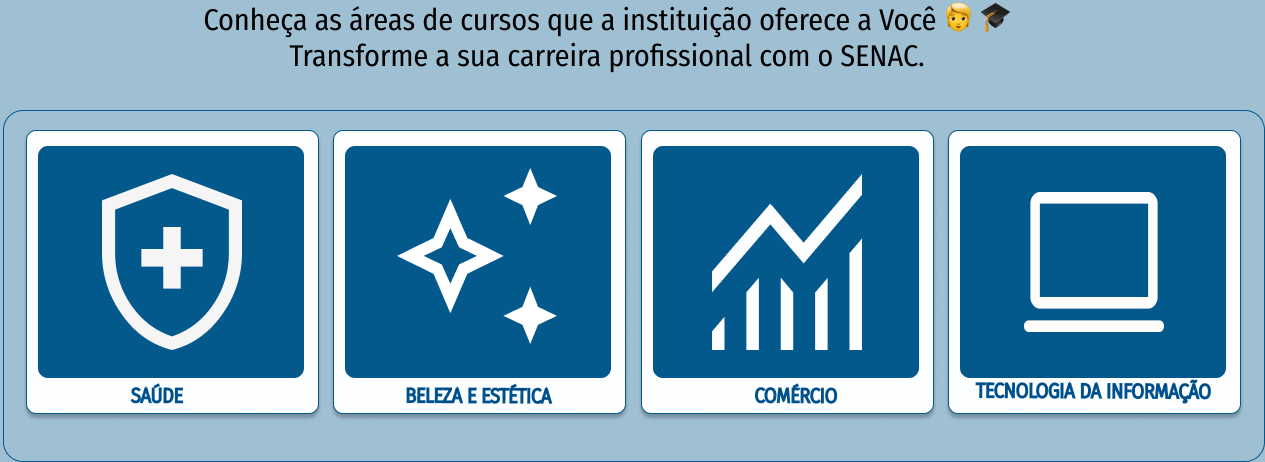 Conheça as áreas de cursos que a instituição oferece a Você 🧑 🎓
Transforme a sua carreira profissional com o SENAC.
SAÚDE
BELEZA E ESTÉTICA
COMÉRCIO
TECNOLOGIA DA INFORMAÇÃO